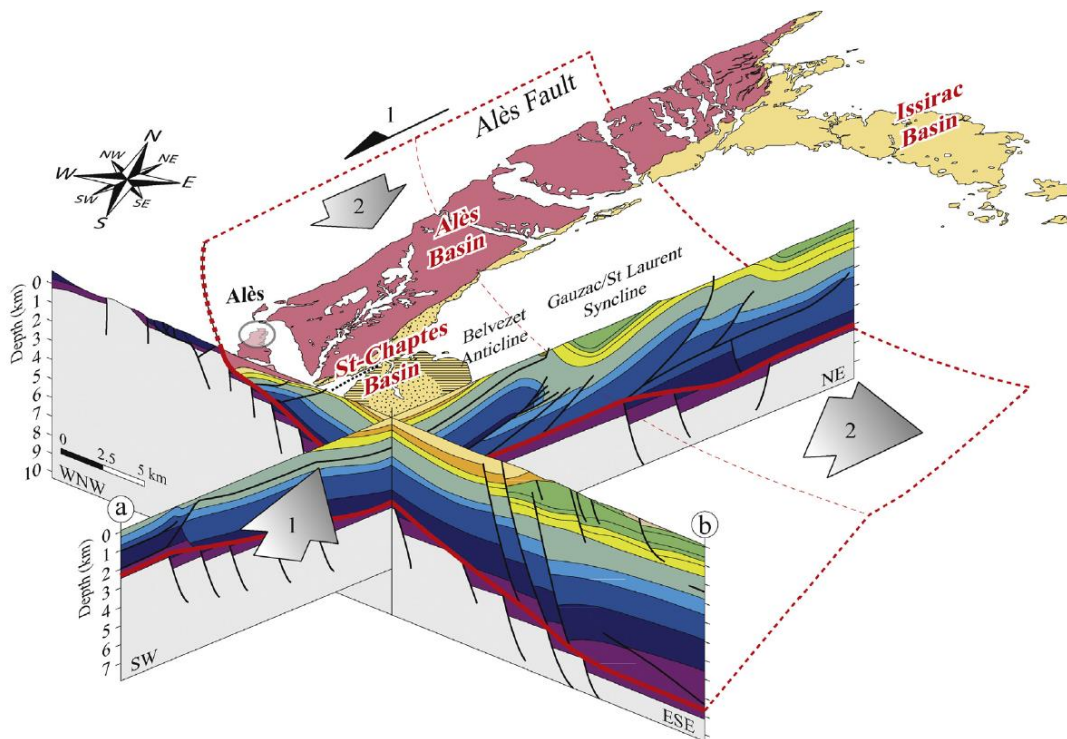 N
NW
NE
W
E
SW
SE
S
1
Alès Fault
2
Issirac
Basin
Alès
Basin
Alès
Gauzac/St Laurent
Syncline
Belvezet
Anticline
St-Chaptes
Basin
Depth (km)
0
1
2
3
4
5
6
7
8
9
10
0
2.5
5 km
WNW
NE
2
a
b
1
Depth (km)
0
1
2
3
4
5
6
7
SW
ESE